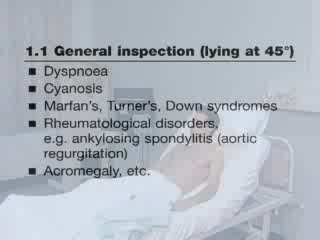 1.1 General inspection (lying at 45°)
■ Dyspnoea
■ Cyanosis
■ Marfan's, Turner's, Down syndromes
■ Rheumatological disorders,
e.g. ankylosing spondylitis (aortic
regurgitation)
■ Acromegaly, etc.